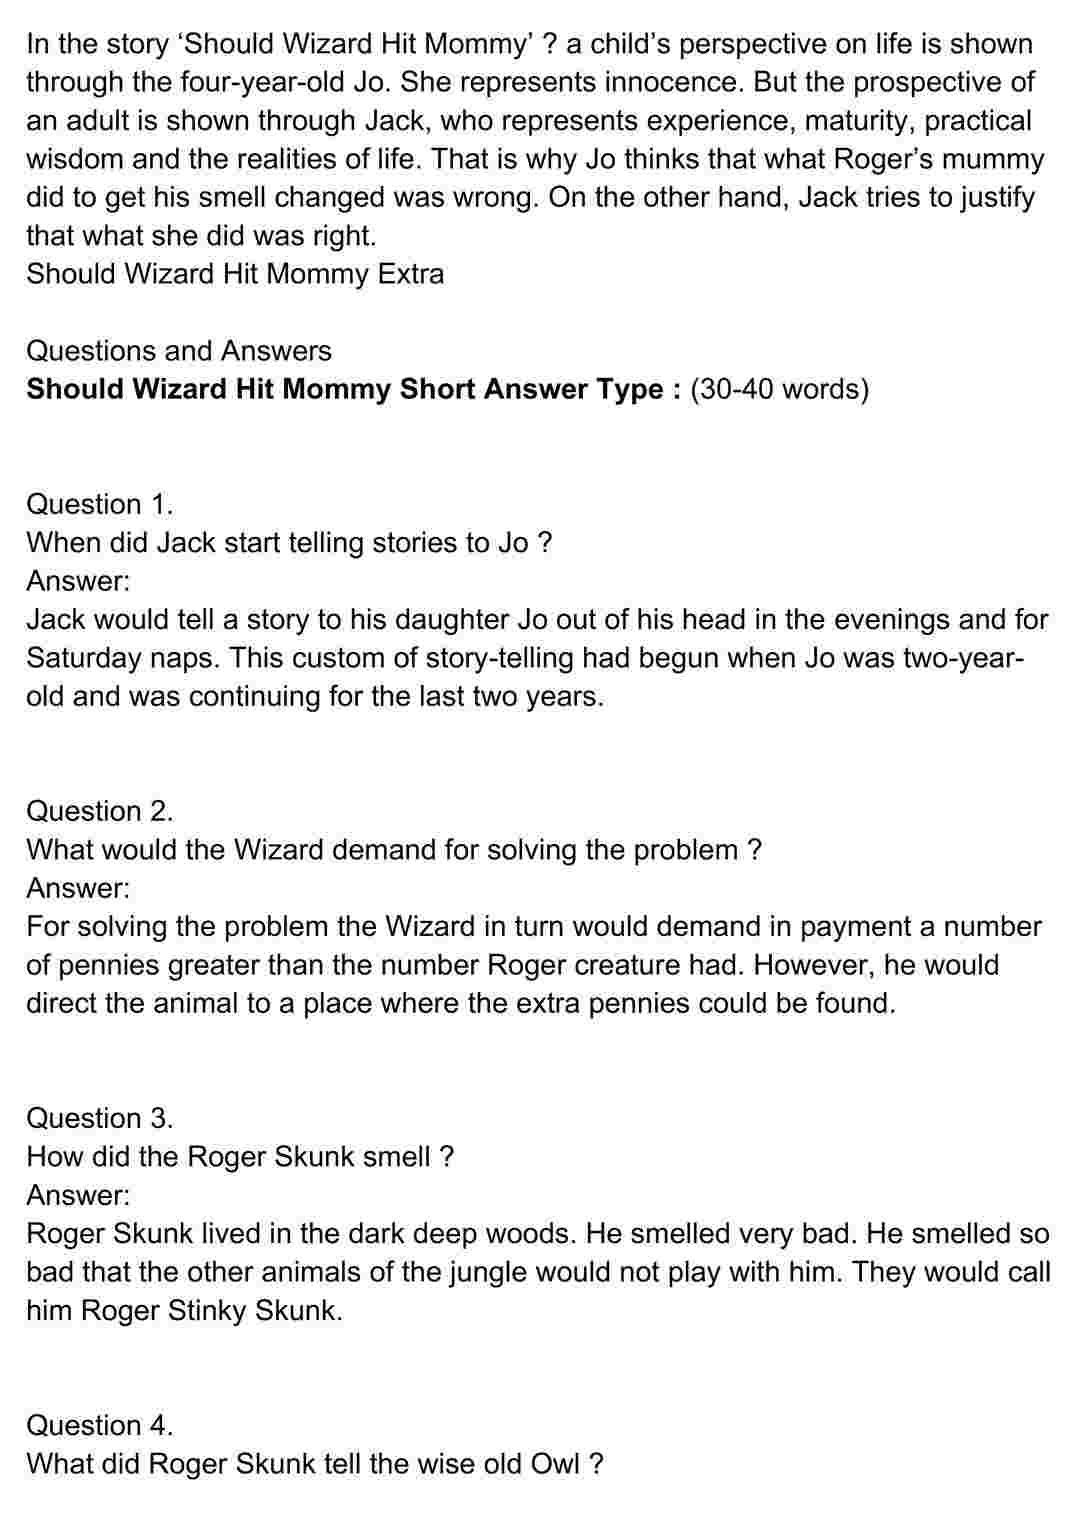 In the story ‘Should Wizard Hit Mommy’ ? a child’s perspective on life is shown
through the four-year-old Jo. She represents innocence. But the prospective of
an adult is shown through Jack, who represents experience, maturity, practical
wisdom and the realities of life. That is why Jo thinks that what Roger’s mummy
did to get his smell changed was wrong. On the other hand, Jack tries to justify
that what she did was right.
Should Wizard Hit Mommy Extra
Questions and Answers
Should Wizard Hit Mommy Short Answer Type : (30-40 words)
Question 1.
When did Jack start telling stories to Jo ?
Answer:
Jack would tell a story to his daughter Jo out of his head in the evenings and for
Saturday naps. This custom of story-telling had begun when Jo was two-year-
old and was continuing for the last two years.
Question 2.
What would the Wizard demand for solving the problem ?
Answer:
For solving the problem the Wizard in turn would demand in payment a number
of pennies greater than the number Roger creature had. However, he would
direct the animal to a place where the extra pennies could be found.
Question 3.
How did the Roger Skunk smell ?
Answer:
Roger Skunk lived in the dark deep woods. He smelled very bad. He smelled so
bad that the other animals of the jungle would not play with him. They would call
him Roger Stinky Skunk.
Question 4.
What did Roger Skunk tell the wise old Owl ?